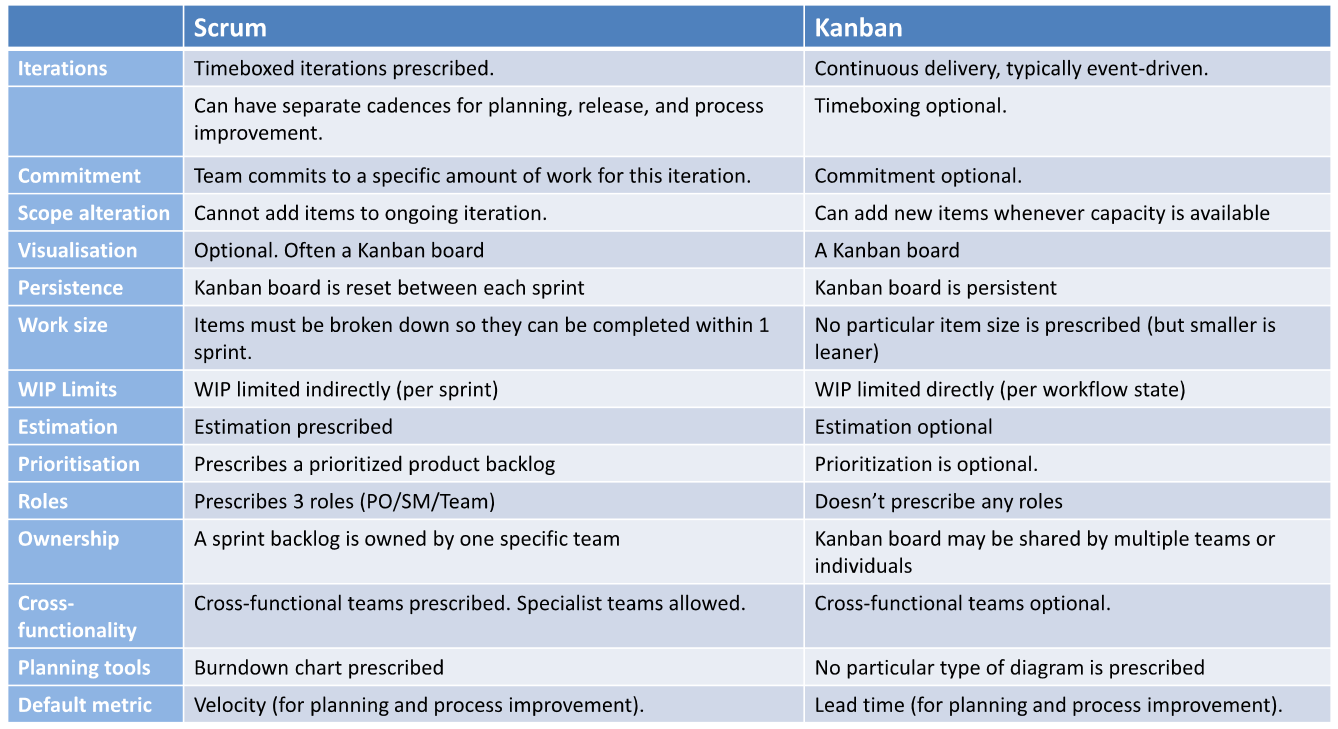 Scrum Kanban
Iterations Timeboxed iterations prescribed. Continuous delivery, typically event-driven.
Can have separate cadences for planning, release, and process
improvement.
Timeboxing optional.
Commitment Team commits to a specific amount of work for this iteration. Commitment optional.
Scope alteration Cannot add items to ongoing iteration. Can add new items whenever capacity is available
Visualisation Optional. Often a Kanban board A Kanban board
Persistence Kanban board is reset between each sprint Kanban board is persistent
Work size
Items must be broken down so they can be completed within 1
sprint.
No particular item size is prescribed (but smaller is
leaner)
WIP Limits WIP limited indirectly (per sprint) WIP limited directly (per workflow state)
Estimation Estimation prescribed Estimation optional
Prioritisation Prescribes a prioritized product backlog Prioritization is optional.
Roles Prescribes 3 roles (PO/SM/Team) Doesn’t prescribe any roles
Ownership A sprint backlog is owned by one specific team
Kanban board may be shared by multiple teams or
individuals
Cross-
functionality
Cross-functional teams prescribed. Specialist teams allowed. Cross-functional teams optional.
Planning tools Burndown chart prescribed No particular type of diagram is prescribed
Default metric Velocity (for planning and process improvement). Lead time (for planning and process improvement).